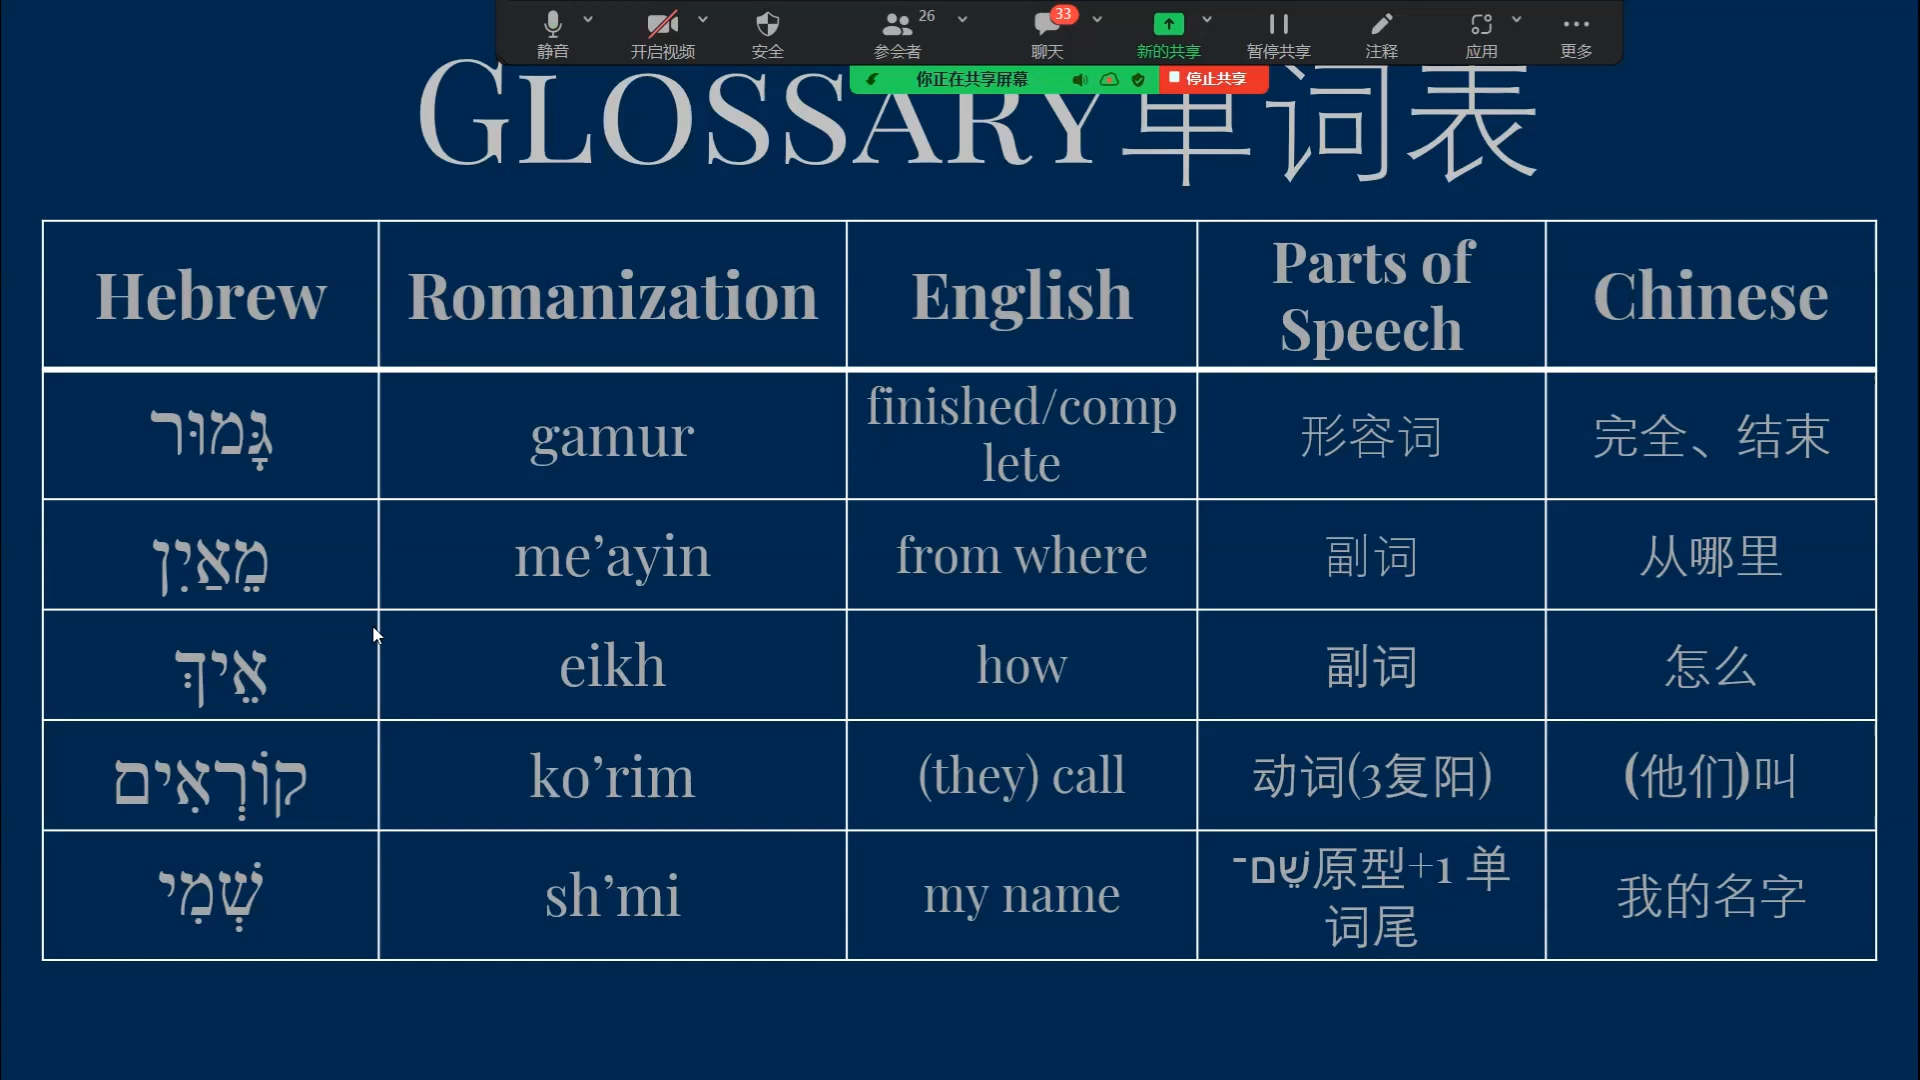 静音 开启视频 安全 参会者 26 聊天 33 新的共享 暂停共享 注释 应用 更多
你正在共享屏幕 停止共享
GLOSSARY单词表
Hebrew Romanization English Parts of Speech Chinese
גָּמוּר gamur finished/complete 形容词 完全、结束
מֵאַיִן me’ayin from where 副词 从哪里
אֵיךְ eikh how 副词 怎么
קוֹרְאִים ko’rim (they) call 动词(3复阳) (他们)叫
שְׁמִי sh’mi my name שֵׁם־原型+1 单词尾 我的名字